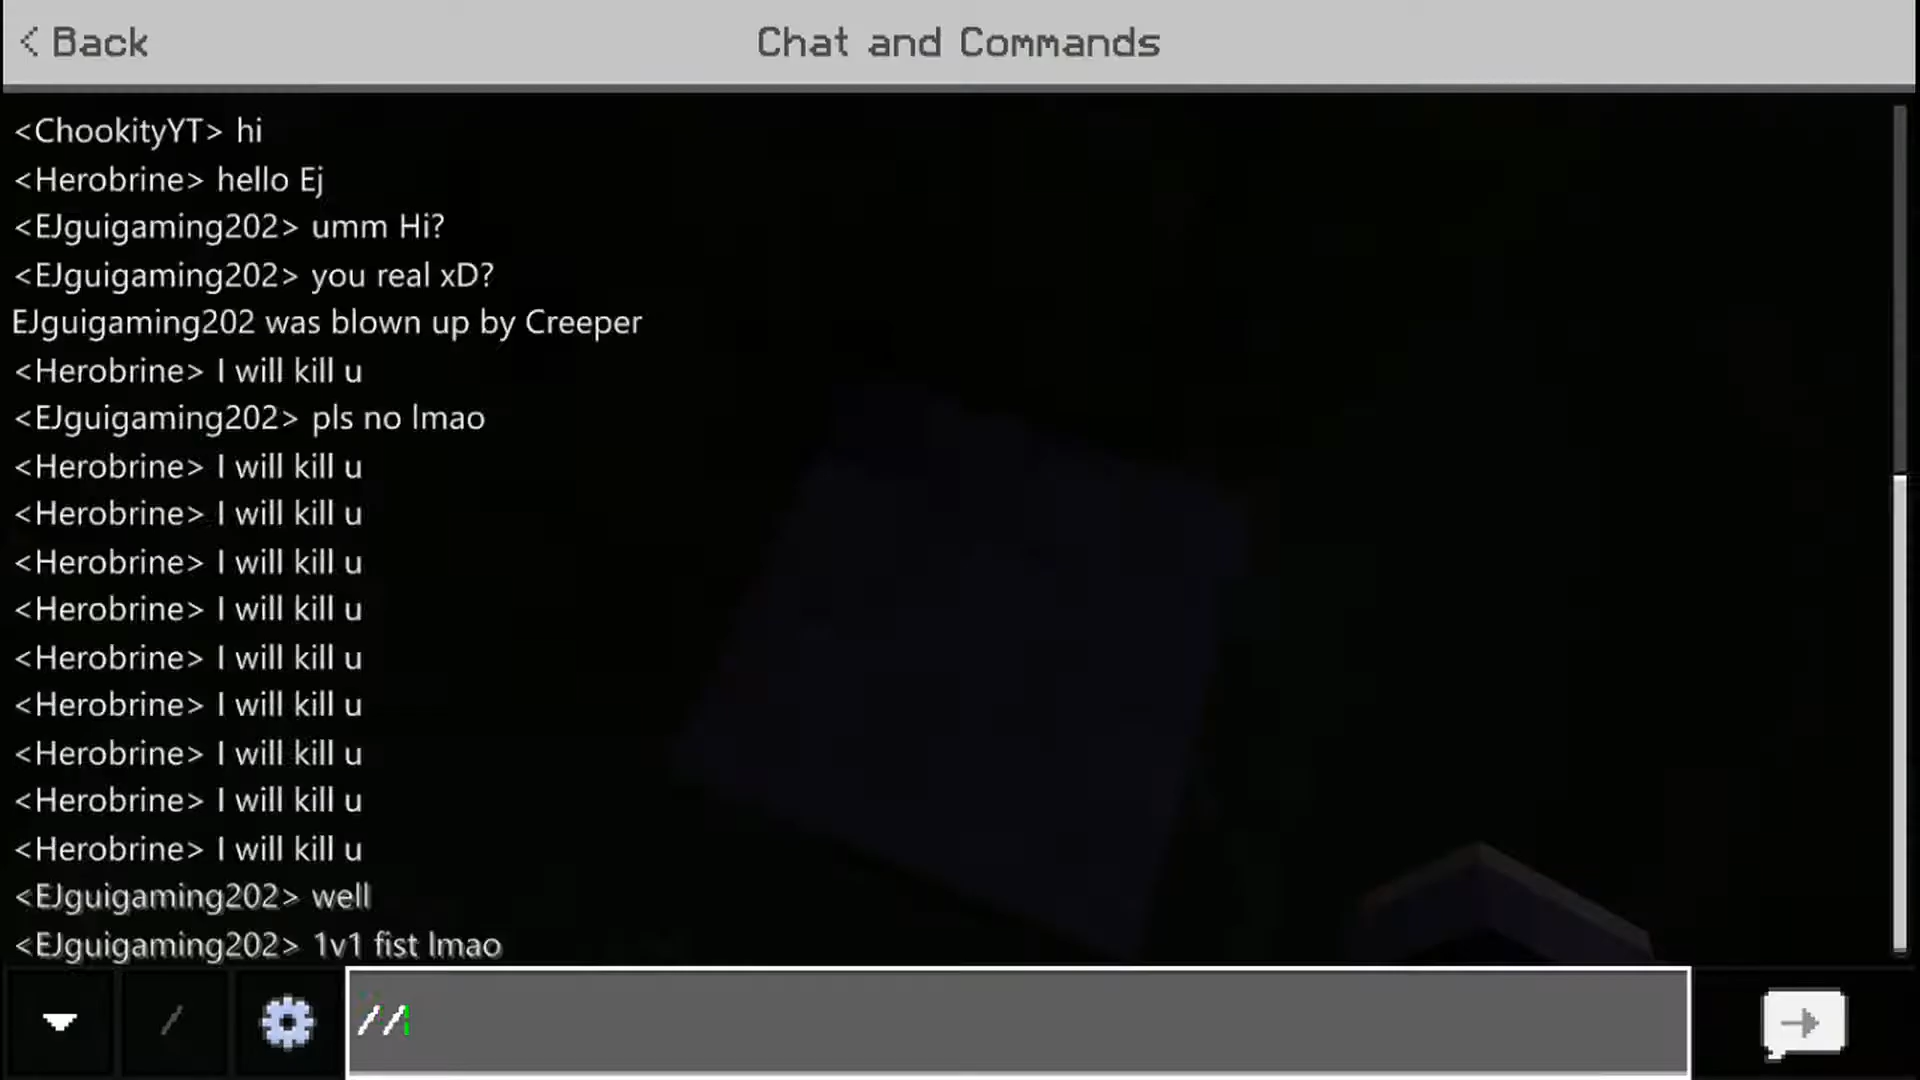 < Back
Chat and Commands
<ChookityYT> hi
<Herobrine> hello Ej
<EJguigaming202> umm Hi?
<EJguigaming202> you real xD?
EJguigaming202 was blown up by Creeper
<Herobrine> I will kill u
<EJguigaming202> pls no lmao
<Herobrine> I will kill u
<Herobrine> I will kill u
<Herobrine> I will kill u
<Herobrine> I will kill u
<Herobrine> I will kill u
<Herobrine> I will kill u
<Herobrine> I will kill u
<Herobrine> I will kill u
<Herobrine> I will kill u
<EJguigaming202> well
<EJguigaming202> 1v1 fist lmao
/
//